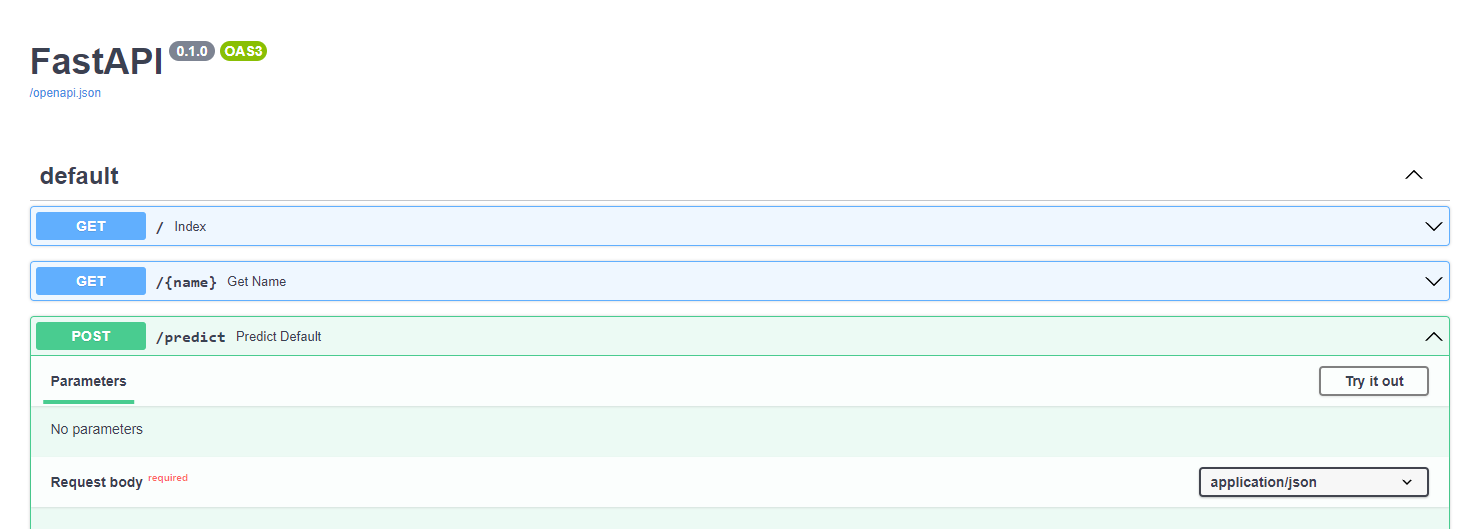 FastAPI 0.1.0 OAS3
/openapi.json
default
GET / Index
GET /{name} Get Name
POST /predict Predict Default
Parameters Try it out
No parameters
Request body required application/json